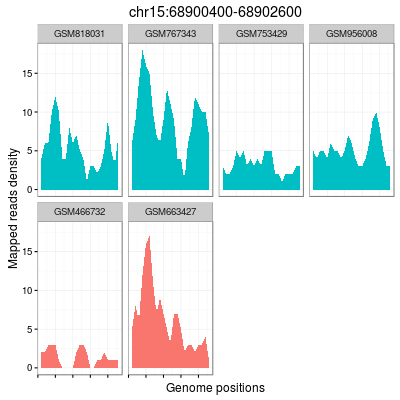 chr15:68900400-68902600
GSM818031 GSM767343 GSM753429 GSM956008
15
10
5
0
GSM466732 GSM663427
15
10
5
0
Mapped reads density
Genome positions